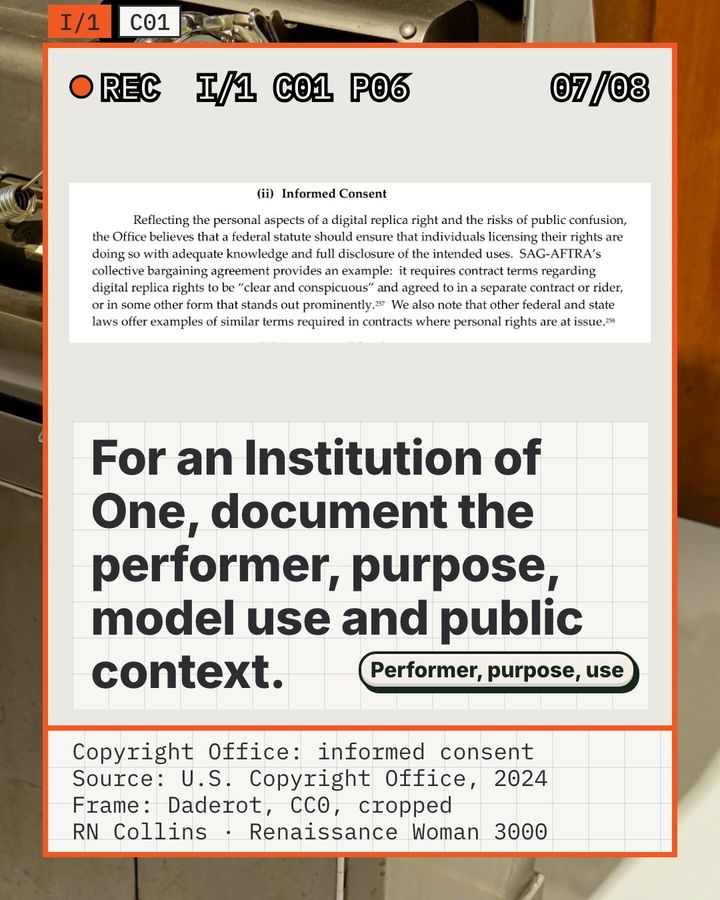 I/1 C01
REC I/1 C01 P06 07/08
(ii) Informed Consent
Reflecting the personal aspects of a digital replica right and the risks of public confusion,
the Office believes that a federal statute should ensure that individuals licensing their rights are
doing so with adequate knowledge and full disclosure of the intended uses. SAG-AFTRA’s
collective bargaining agreement provides an example: it requires contract terms regarding
digital replica rights to be “clear and conspicuous” and agreed to in a separate contract or rider,
or in some other form that stands out prominently.257 We also note that other federal and state
laws offer examples of similar terms required in contracts where personal rights are at issue.258
For an Institution of
One, document the
performer, purpose,
model use and public
context.
Performer, purpose, use
Copyright Office: informed consent
Source: U.S. Copyright Office, 2024
Frame: Daderot, CC0, cropped
RN Collins · Renaissance Woman 3000